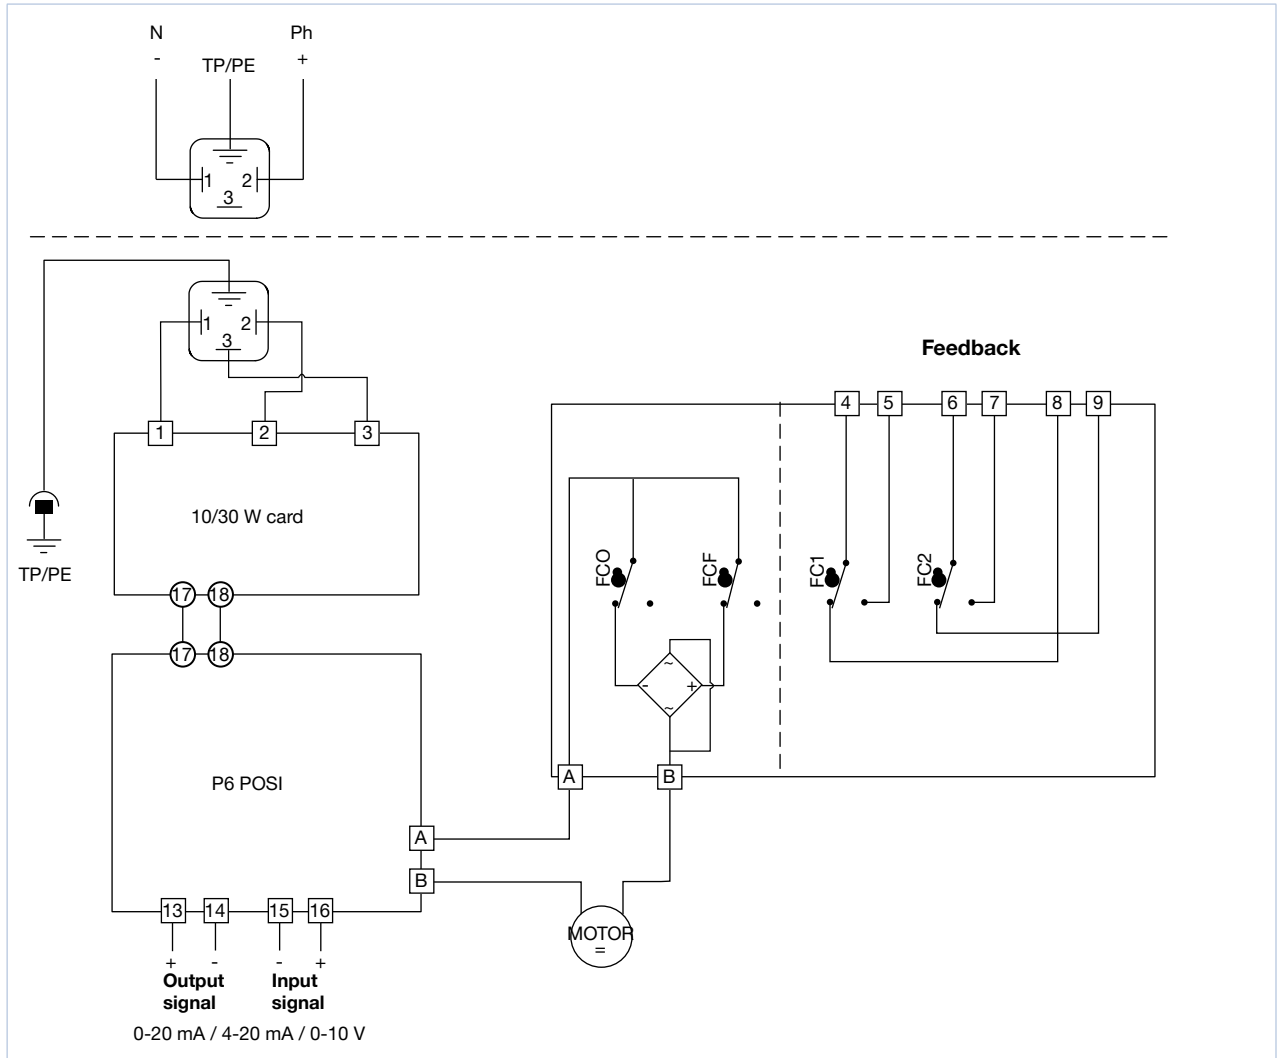 N
Ph
-
TP/PE
+
1
2
3
1
2
3
Feedback
4
5
6
7
8
9
1
2
3
10/30 W card
FCO
FCF
FC1
FC2
TP/PE
17
18
17
18
~
-
+
~
P6 POSI
A
B
A
B
13
14
15
16
MOTOR
=
+
-
-
+
Output
signal
Input
signal
0-20 mA / 4-20 mA / 0-10 V